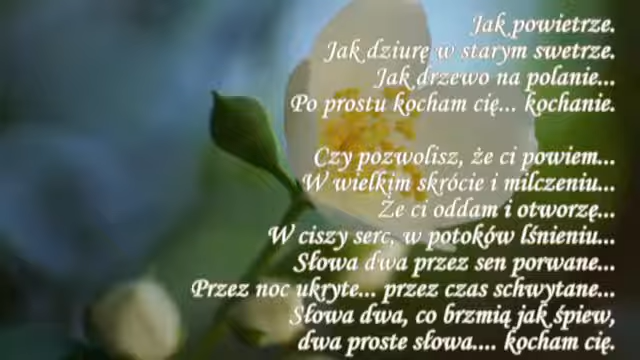 Jak powietrze.
Jak dziurę w starym swetrze.
Jak drzewo na polanie...
Po prostu kocham cię... kochanie.
Czy pozwolisz, że ci powiem...
W wielkim skrócie i milczeniu...
Że ci oddam i otworzę...
W ciszy serc, w potoków lśnieniu...
Słowa dwa przez sen porwane...
Przez noc ukryte... przez czas schwytane...
Słowa dwa, co brzmią jak śpiew,
dwa proste słowa.... kocham cię.